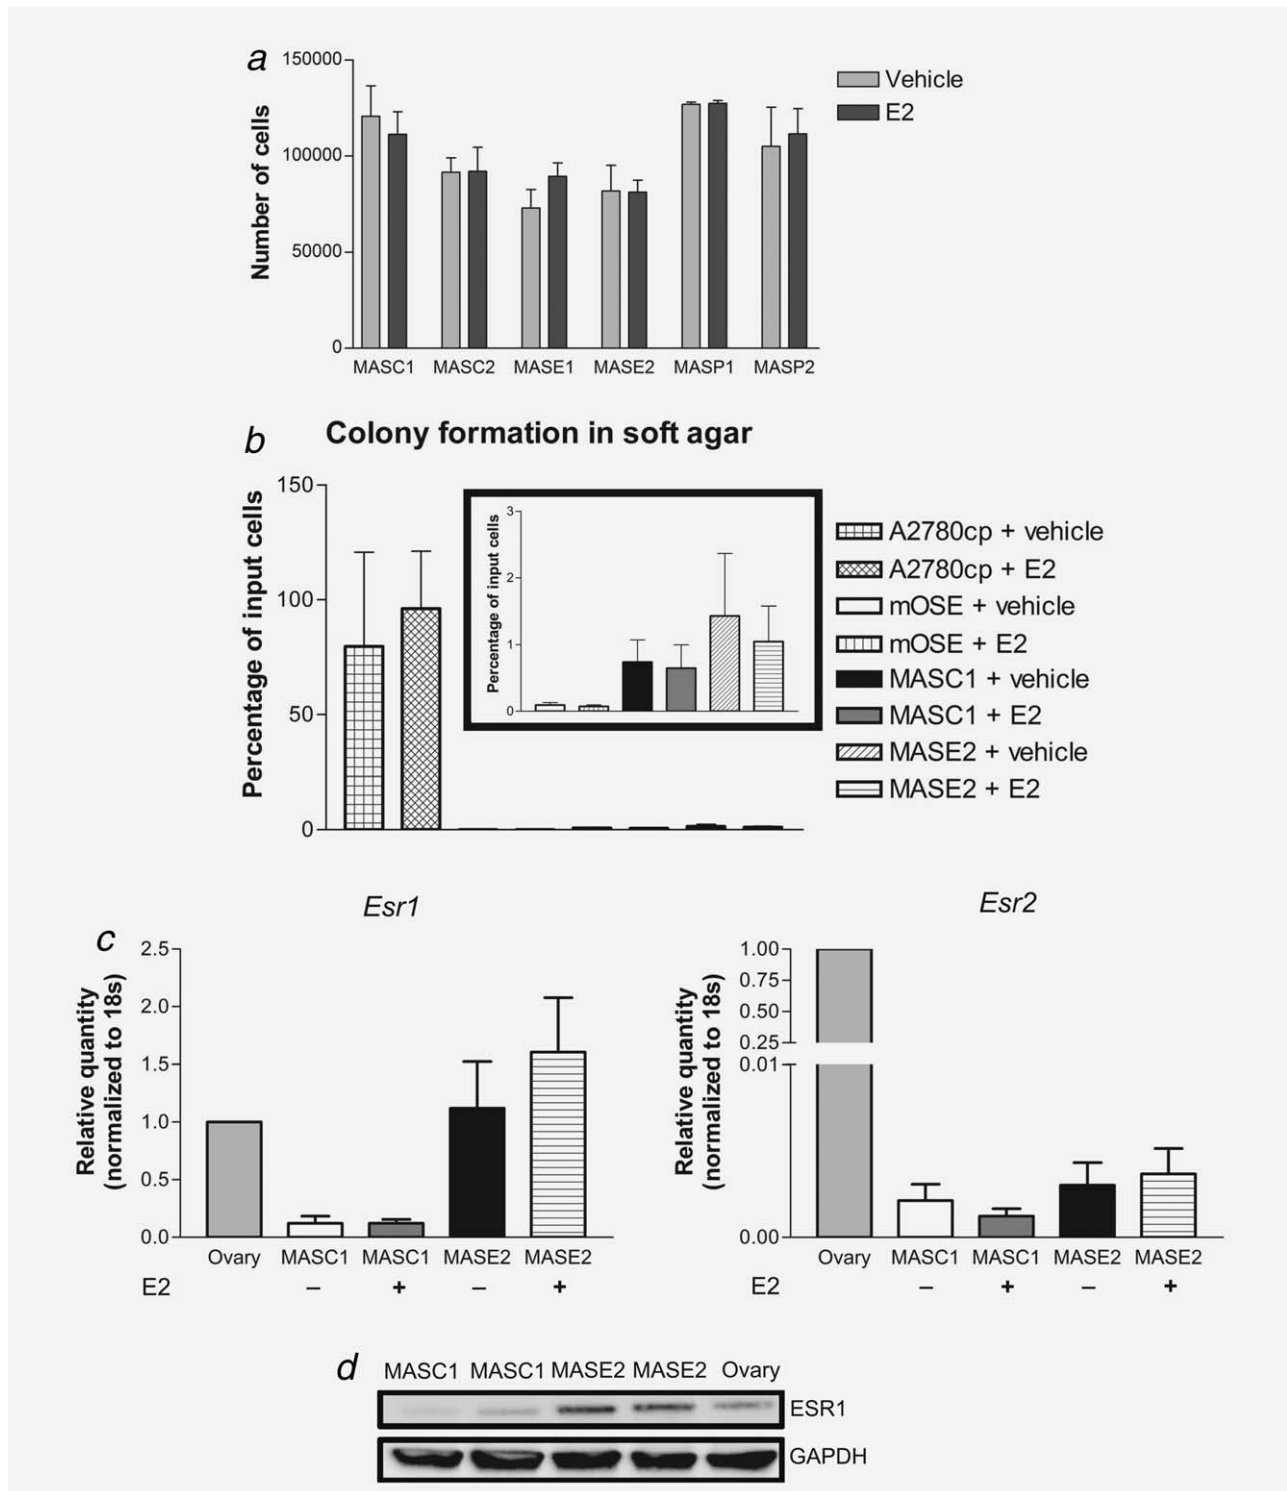 a
150000
100000
50000
0
Number of cells
Vehicle
E2
MASC1 MASC2 MASE1 MASE2 MASP1 MASP2
b
Colony formation in soft agar
150
100
50
0
Percentage of input cells
3
2
1
0
Percentage of input cells
A2780cp + vehicle
A2780cp + E2
mOSE + vehicle
mOSE + E2
MASC1 + vehicle
MASC1 + E2
MASE2 + vehicle
MASE2 + E2
c
Esr1
2.5
2.0
1.5
1.0
0.5
0.0
Relative quantity
(normalized to 18s)
Ovary MASC1 MASC1 MASE2 MASE2
E2 – + – +
Esr2
1.00
0.75
0.50
0.25
0.01
0.00
Relative quantity
(normalized to 18s)
Ovary MASC1 MASC1 MASE2 MASE2
E2 – + – +
d
MASC1 MASC1 MASE2 MASE2 Ovary
ESR1
GAPDH